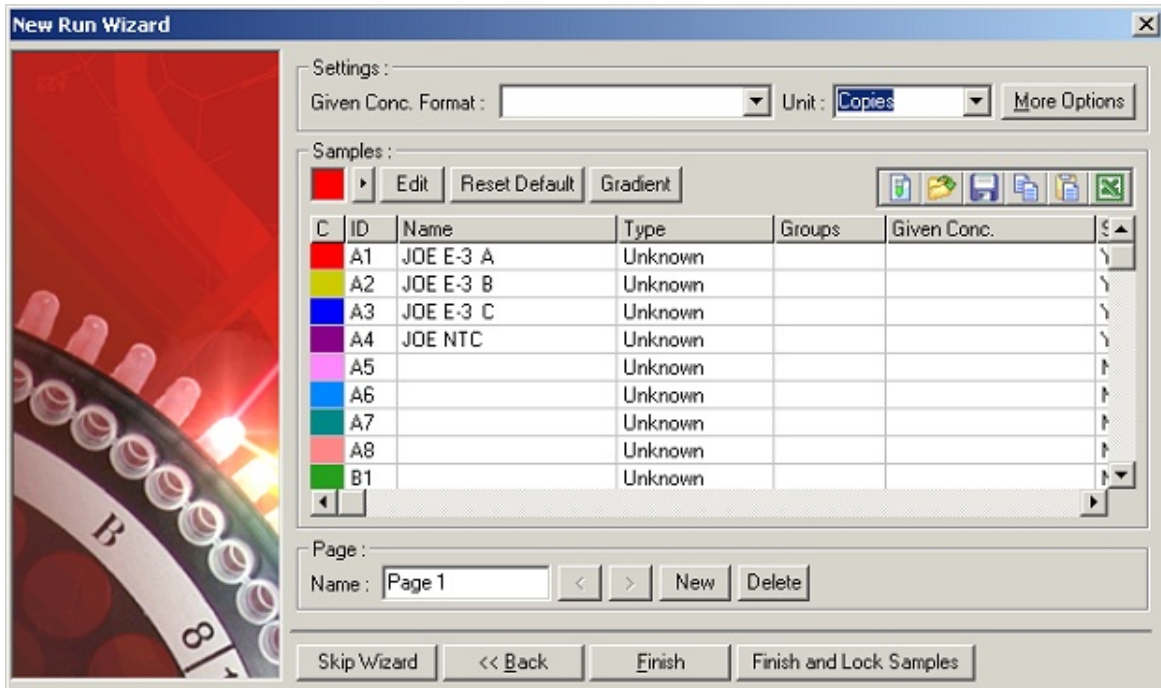 New Run Wizard
Settings :
Given Conc. Format : Unit : Copies More Options
Samples :
Edit Reset Default Gradient
C ID Name Type Groups Given Conc.
A1 JOE E-3 A Unknown
A2 JOE E-3 B Unknown
A3 JOE E-3 C Unknown
A4 JOE NTC Unknown
A5 Unknown
A6 Unknown
A7 Unknown
A8 Unknown
B1 Unknown
B
8
Page :
Name : Page 1 < > New Delete
Skip Wizard << Back Finish Finish and Lock Samples